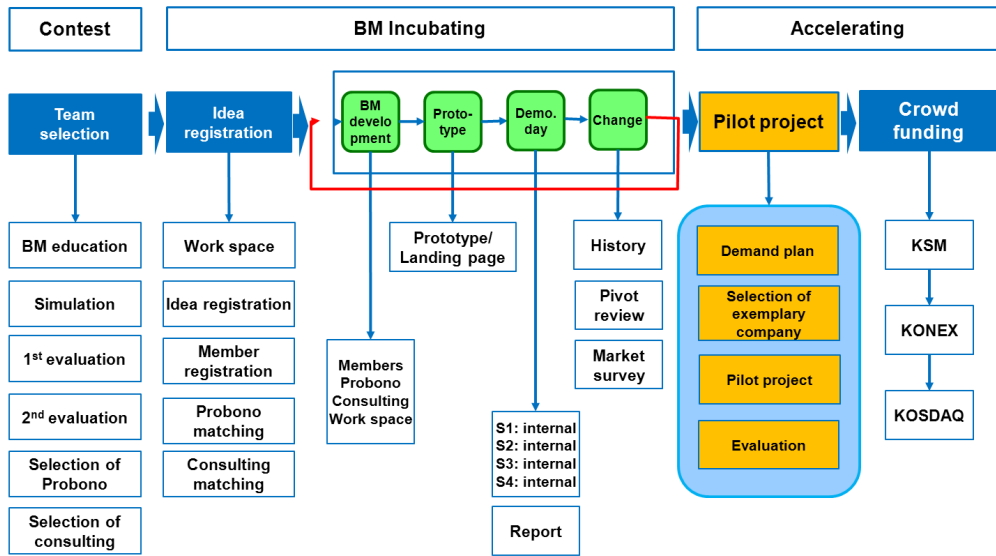 Contest
BM Incubating
Accelerating
Team
selection
Idea
registration
BM
develo
pment
Proto-
type
Demo.
day
Change
Pilot project
Crowd
funding
BM education
Simulation
1st evaluation
2nd evaluation
Selection of
Probono
Selection of
consulting
Work space
Idea registration
Member
registration
Probono
matching
Consulting
matching
Members
Probono
Consulting
Work space
Prototype/
Landing page
S1: internal
S2: internal
S3: internal
S4: internal
Report
History
Pivot
review
Market
survey
Demand plan
Selection of
exemplary
company
Pilot project
Evaluation
KSM
KONEX
KOSDAQ